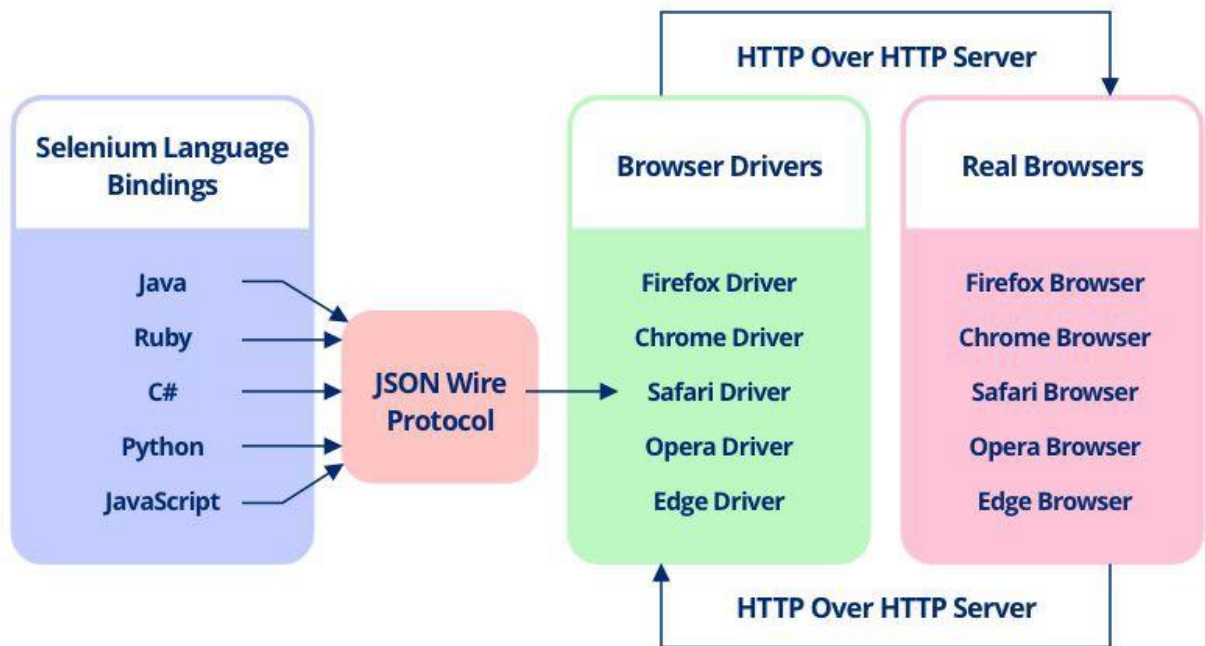 HTTP Over HTTP Server
Selenium Language
Bindings
Java
Ruby
C#
Python
JavaScript
JSON Wire
Protocol
Browser Drivers
Firefox Driver
Chrome Driver
Safari Driver
Opera Driver
Edge Driver
Real Browsers
Firefox Browser
Chrome Browser
Safari Browser
Opera Browser
Edge Browser
HTTP Over HTTP Server